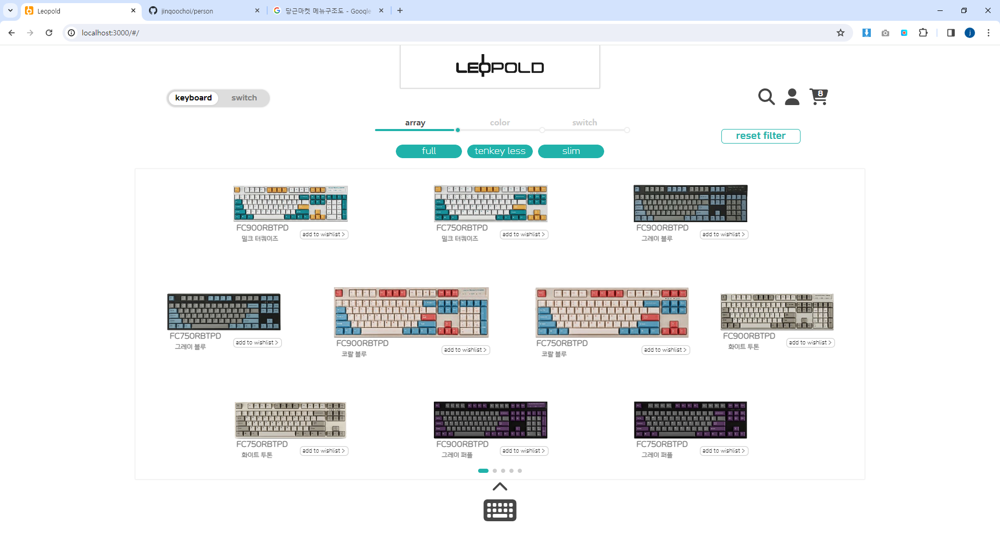 Leopold
jingoochoi/person
당근마켓 메뉴구조도 - Google
localhost:3000/#/
j
LEOPOLD
keyboard switch
8
array color switch
reset filter
full tenkey less slim
FC900RBTPD
밀크 터쿼이즈
add to wishlist >
FC750RBTPD
밀크 터쿼이즈
add to wishlist >
FC900RBTPD
그레이 블루
add to wishlist >
FC750RBTPD
그레이 블루
add to wishlist >
FC900RBTPD
코랄 블루
add to wishlist >
FC750RBTPD
코랄 블루
add to wishlist >
FC900RBTPD
화이트 투톤
add to wishlist >
FC750RBTPD
화이트 투톤
add to wishlist >
FC900RBTPD
그레이 퍼플
add to wishlist >
FC750RBTPD
그레이 퍼플
add to wishlist >